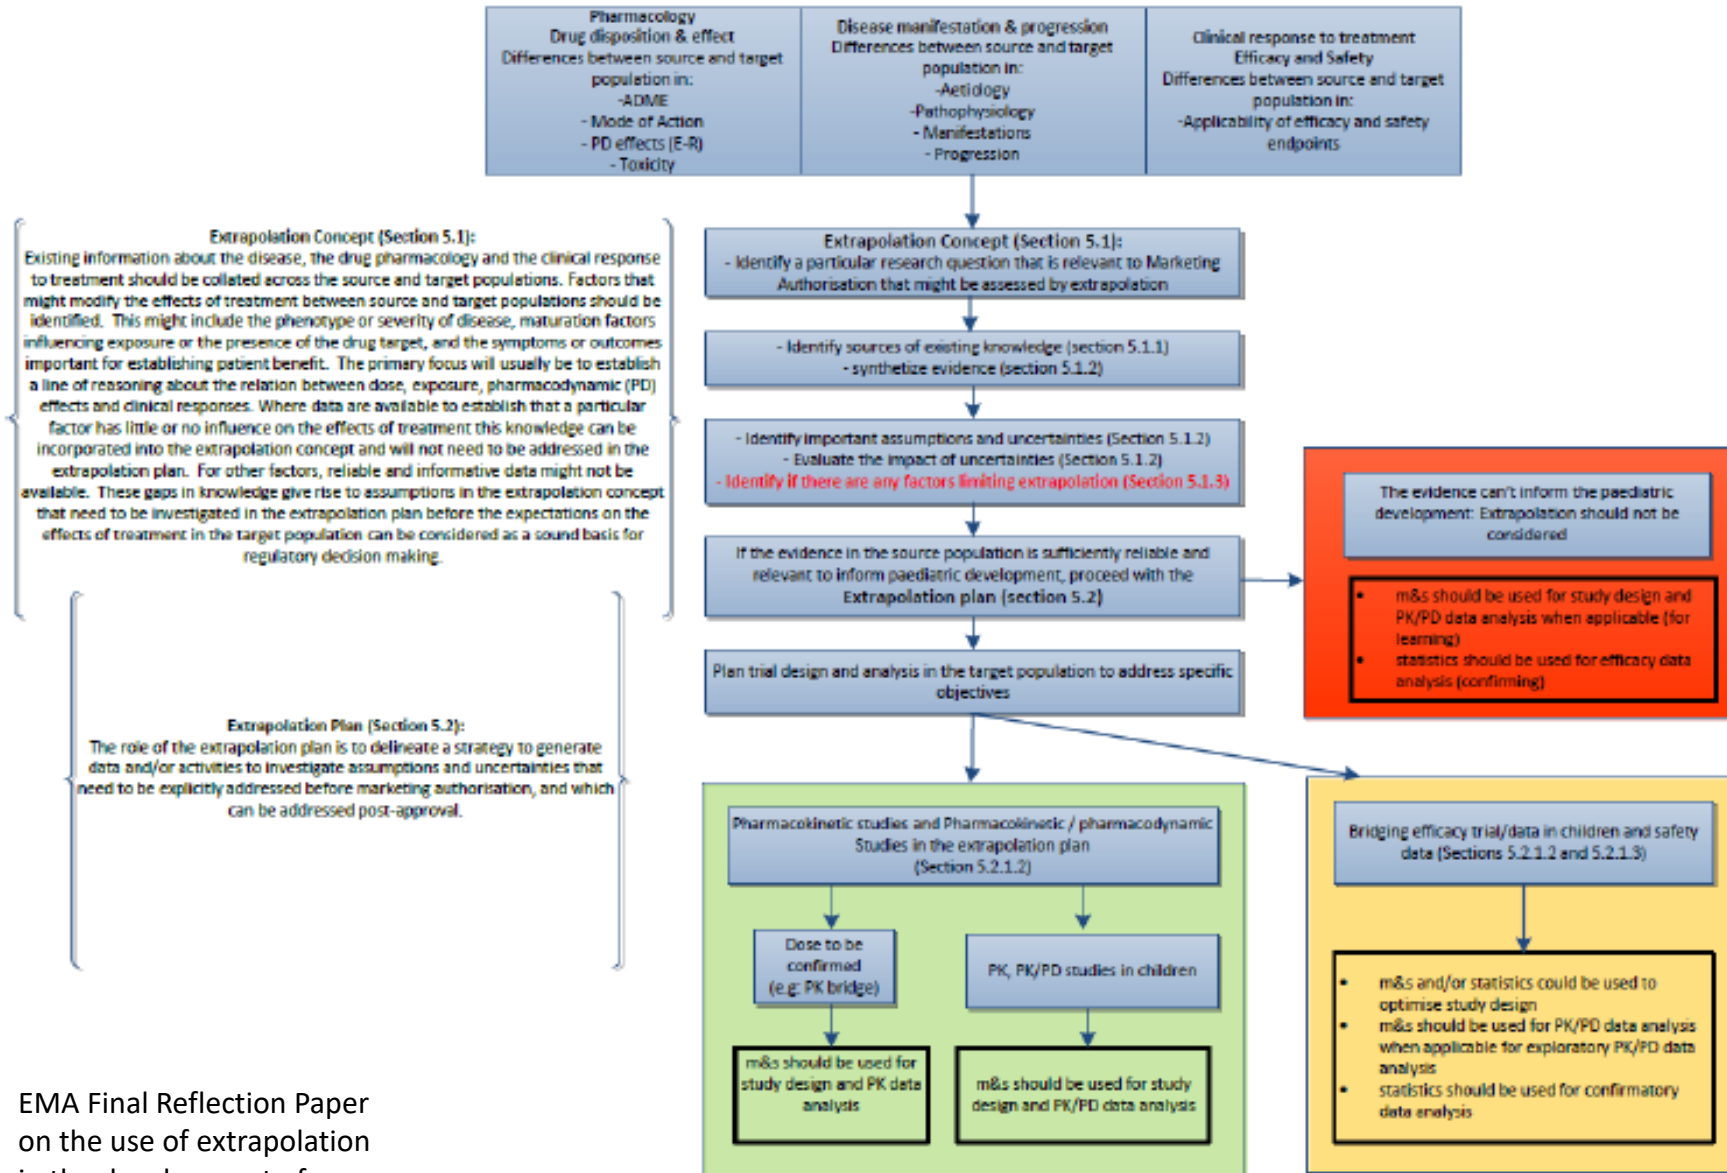 Pharmacology
Drug disposition & effect
Differences between source and target
population in:
-ADME
- Mode of Action
- PD effects (E-R)
- Toxicity
Disease manifestation & progression
Differences between source and target
population in:
-Aetiology
-Pathophysiology
- Manifestations
- Progression
Clinical response to treatment
Efficacy and Safety
Differences between source and target
population in:
-Applicability of efficacy and safety
endpoints
Extrapolation Concept (Section 5.1):
Existing information about the disease, the drug pharmacology and the clinical response
to treatment should be collated across the source and target populations. Factors that
might modify the effects of treatment between source and target populations should be
identified. This might include the phenotype or severity of disease, maturation factors
influencing exposure or the presence of the drug target, and the symptoms or outcomes
important for establishing patient benefit. The primary focus will usually be to establish
a line of reasoning about the relation between dose, exposure, pharmacodynamic (PD)
effects and clinical responses. Where data are available to establish that a particular
factor has little or no influence on the effects of treatment this knowledge can be
incorporated into the extrapolation concept and will not need to be addressed in the
extrapolation plan. For other factors, reliable and informative data might not be
available. These gaps in knowledge give rise to assumptions in the extrapolation concept
that need to be investigated in the extrapolation plan before the expectations on the
effects of treatment in the target population can be considered as a sound basis for
regulatory decision making.
Extrapolation Concept (Section 5.1):
- Identify a particular research question that is relevant to Marketing
Authorisation that might be assessed by extrapolation
- Identify sources of existing knowledge (section 5.1.1)
- synthetize evidence (section 5.1.2)
- Identify important assumptions and uncertainties (Section 5.1.2)
- Evaluate the impact of uncertainties (Section 5.1.2)
- Identify if there are any factors limiting extrapolation (Section 5.1.3)
If the evidence in the source population is sufficiently reliable and
relevant to inform paediatric development, proceed with the
Extrapolation plan (section 5.2)
The evidence can't inform the paediatric
development: Extrapolation should not be
considered
• m&s should be used for study design and
PK/PD data analysis when applicable (for
learning)
• statistics should be used for efficacy data
analysis (confirming)
Plan trial design and analysis in the target population to address specific
objectives
Extrapolation Plan (Section 5.2):
The role of the extrapolation plan is to delineate a strategy to generate
data and/or activities to investigate assumptions and uncertainties that
need to be explicitly addressed before marketing authorisation, and which
can be addressed post-approval.
Pharmacokinetic studies and Pharmacokinetic / pharmacodynamic
Studies in the extrapolation plan
(Section 5.2.1.2)
Dose to be
confirmed
(e.g: PK bridge)
PK, PK/PD studies in children
m&s should be used for
study design and PK data
analysis
m&s should be used for study
design and PK/PD data analysis
Bridging efficacy trial/data in children and safety
data (Sections 5.2.1.2 and 5.2.1.3)
• m&s and/or statistics could be used to
optimise study design
• m&s should be used for PK/PD data analysis
when applicable for exploratory PK/PD data
analysis
• statistics should be used for confirmatory
data analysis
EMA Final Reflection Paper
on the use of extrapolation